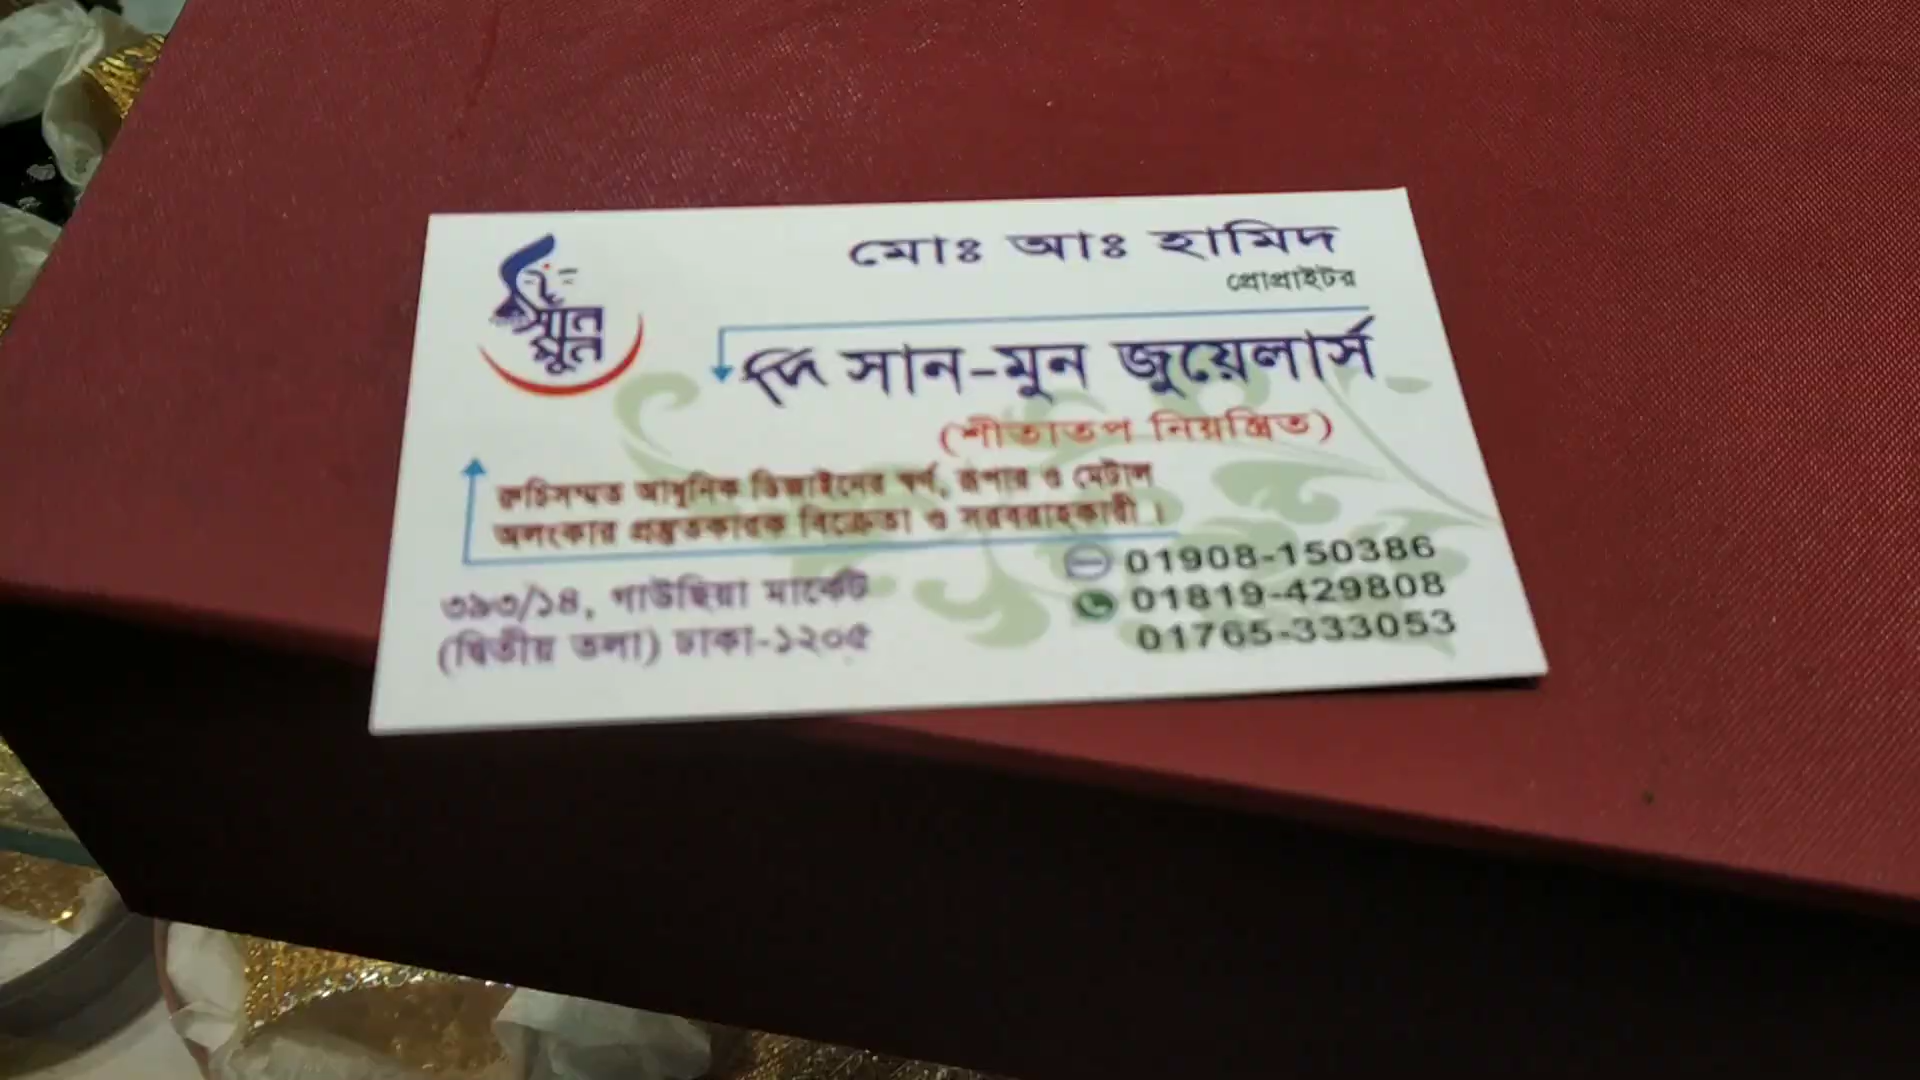 মোঃ আঃ হামিদ
প্রোপ্রাইটর
সান
মুন
দি সান-মুন জুয়েলার্স
(শীতাতপ নিয়ন্ত্রিত)
রুচিসম্মত আধুনিক ডিজাইনের স্বর্ণ, রূপার ও মেটাল
অলংকার প্রস্তুতকারক বিক্রেতা ও সরবরাহকারী।
৩৯৩/১৪, গাউছিয়া মার্কেট
(দ্বিতীয় তলা) ঢাকা-১২০৫
01908-150386
01819-429808
01765-333053